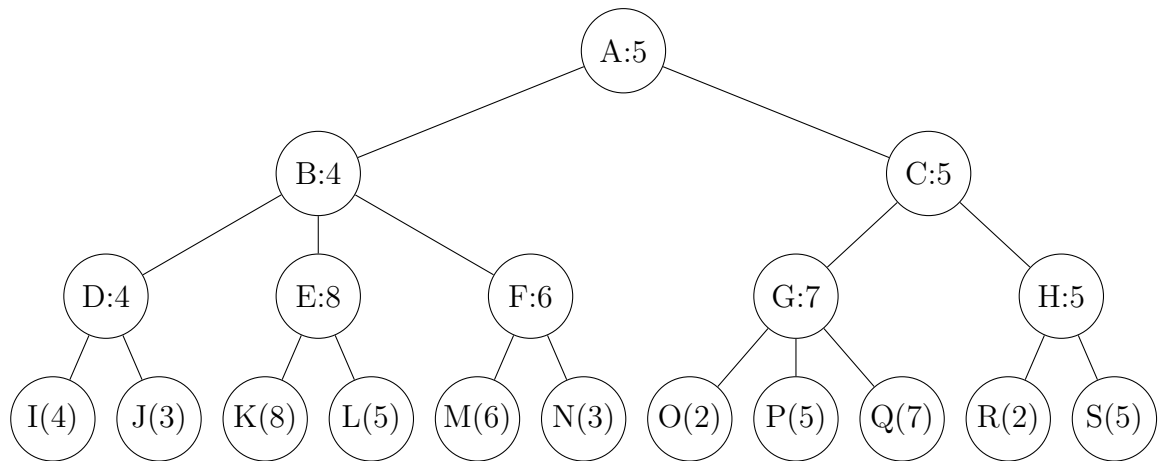 A:5
B:4 C:5
D:4 E:8 F:6 G:7 H:5
I(4) J(3) K(8) L(5) M(6) N(3) O(2) P(5) Q(7) R(2) S(5)